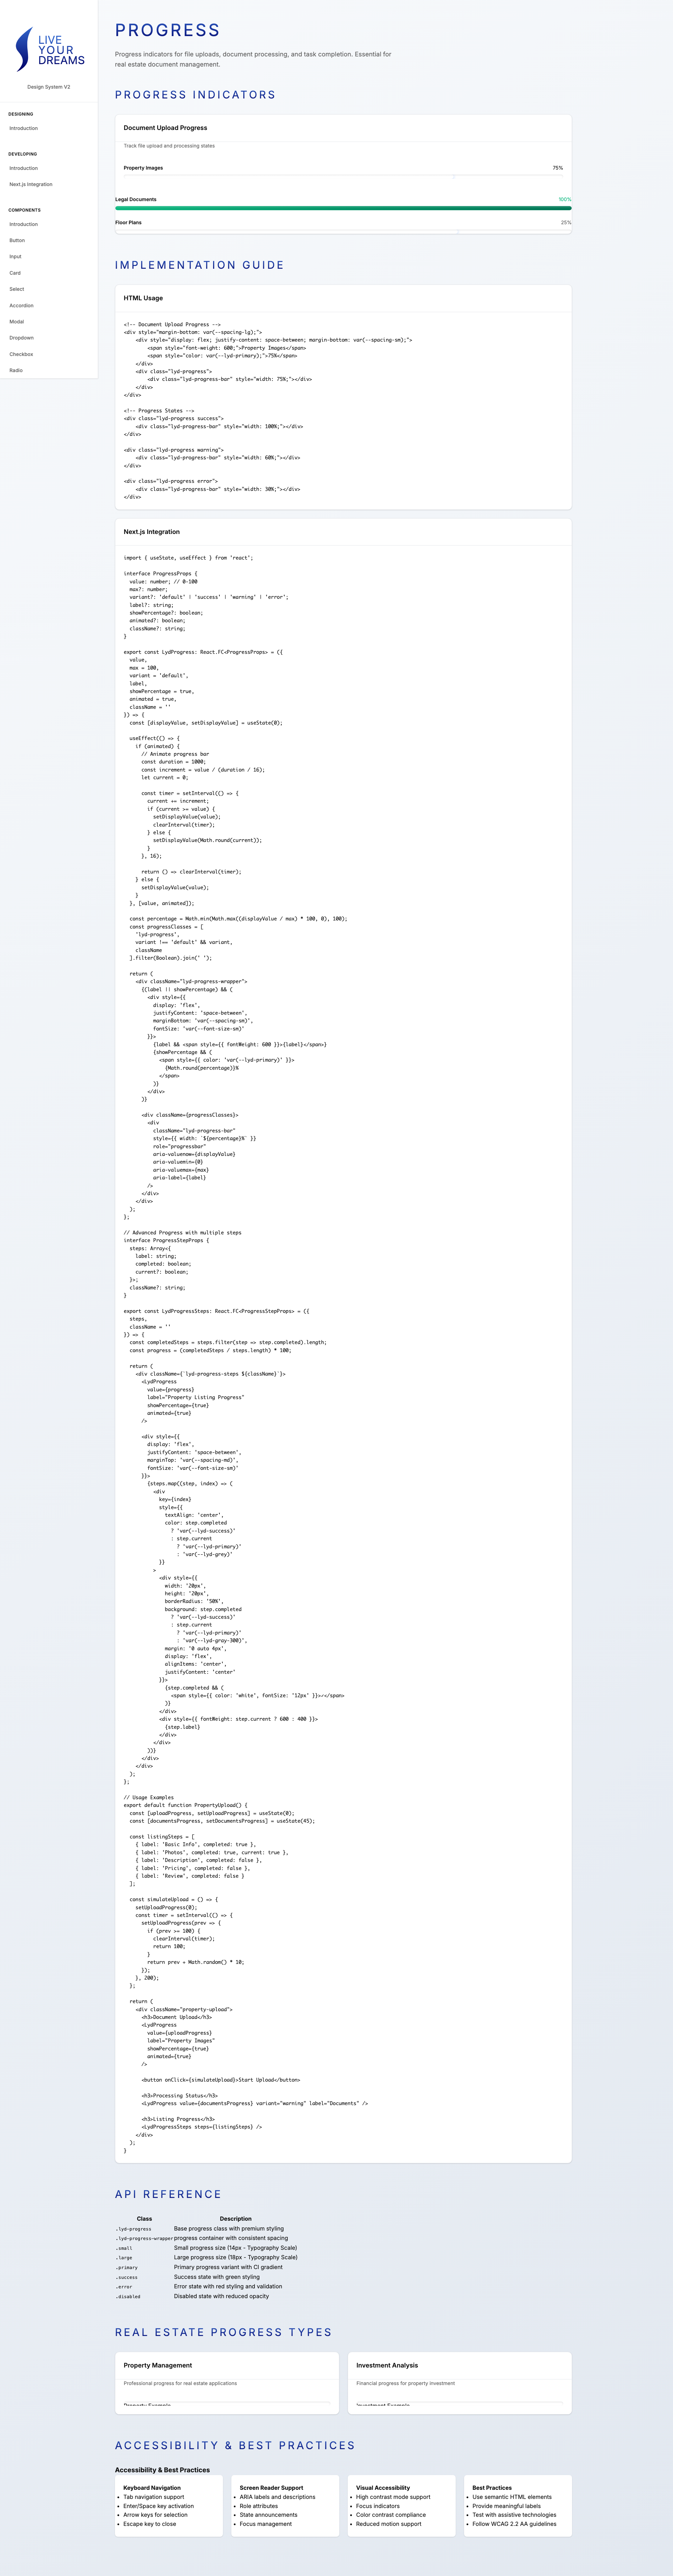 LIVE
YOUR
DREAMS
Design System V2
DESIGNING
Introduction
DEVELOPING
Introduction
Next.js Integration
COMPONENTS
Introduction
Button
Input
Card
Select
Accordion
Modal
Dropdown
Checkbox
Radio
PROGRESS
Progress indicators for file uploads, document processing, and task completion. Essential for
real estate document management.
PROGRESS INDICATORS
Document Upload Progress
Track file upload and processing states
Property Images 75%
Legal Documents 100%
Floor Plans 25%
IMPLEMENTATION GUIDE
HTML Usage
<!-- Document Upload Progress -->
<div style="margin-bottom: var(--spacing-lg);">
    <div style="display: flex; justify-content: space-between; margin-bottom: var(--spacing-sm);">
        <span style="font-weight: 600;">Property Images</span>
        <span style="color: var(--lyd-primary);">75%</span>
    </div>
    <div class="lyd-progress">
        <div class="lyd-progress-bar" style="width: 75%;"></div>
    </div>
</div>
<!-- Progress States -->
<div class="lyd-progress success">
    <div class="lyd-progress-bar" style="width: 100%;"></div>
</div>
<div class="lyd-progress warning">
    <div class="lyd-progress-bar" style="width: 60%;"></div>
</div>
<div class="lyd-progress error">
    <div class="lyd-progress-bar" style="width: 30%;"></div>
</div>
Next.js Integration
import { useState, useEffect } from 'react';
interface ProgressProps {
  value: number; // 0-100
  max?: number;
  variant?: 'default' | 'success' | 'warning' | 'error';
  label?: string;
  showPercentage?: boolean;
  animated?: boolean;
  className?: string;
}
export const LydProgress: React.FC<ProgressProps> = ({
  value,
  max = 100,
  variant = 'default',
  label,
  showPercentage = true,
  animated = true,
  className = ''
}) => {
  const [displayValue, setDisplayValue] = useState(0);
  useEffect(() => {
    if (animated) {
      // Animate progress bar
      const duration = 1000;
      const increment = value / (duration / 16);
      let current = 0;
      const timer = setInterval(() => {
        current += increment;
        if (current >= value) {
          setDisplayValue(value);
          clearInterval(timer);
        } else {
          setDisplayValue(Math.round(current));
        }
      }, 16);
      return () => clearInterval(timer);
    } else {
      setDisplayValue(value);
    }
  }, [value, animated]);
  const percentage = Math.min(Math.max((displayValue / max) * 100, 0), 100);
  const progressClasses = [
    'lyd-progress',
    variant !== 'default' && variant,
    className
  ].filter(Boolean).join(' ');
  return (
    <div className="lyd-progress-wrapper">
      {(label || showPercentage) && (
        <div style={{
          display: 'flex',
          justifyContent: 'space-between',
          marginBottom: 'var(--spacing-sm)',
          fontSize: 'var(--font-size-sm)'
        }}>
          {label && <span style={{ fontWeight: 600 }}>{label}</span>}
          {showPercentage && (
            <span style={{ color: 'var(--lyd-primary)' }}>
              {Math.round(percentage)}%
            </span>
          )}
        </div>
      )}
      <div className={progressClasses}>
        <div
          className="lyd-progress-bar"
          style={{ width: `${percentage}%` }}
          role="progressbar"
          aria-valuenow={displayValue}
          aria-valuemin={0}
          aria-valuemax={max}
          aria-label={label}
        />
      </div>
    </div>
  );
};
// Advanced Progress with multiple steps
interface ProgressStepProps {
  steps: Array<{
    label: string;
    completed: boolean;
    current?: boolean;
  }>;
  className?: string;
}
export const LydProgressSteps: React.FC<ProgressStepProps> = ({
  steps,
  className = ''
}) => {
  const completedSteps = steps.filter(step => step.completed).length;
  const progress = (completedSteps / steps.length) * 100;
  return (
    <div className={`lyd-progress-steps ${className}`}>
      <LydProgress
        value={progress}
        label="Property Listing Progress"
        showPercentage={true}
        animated={true}
      />
      <div style={{
        display: 'flex',
        justifyContent: 'space-between',
        marginTop: 'var(--spacing-md)',
        fontSize: 'var(--font-size-sm)'
      }}>
        {steps.map((step, index) => (
          <div
            key={index}
            style={{
              textAlign: 'center',
              color: step.completed
                ? 'var(--lyd-success)'
                : step.current
                  ? 'var(--lyd-primary)'
                  : 'var(--lyd-grey)'
            }}
          >
            <div style={{
              width: '20px',
              height: '20px',
              borderRadius: '50%',
              background: step.completed
                ? 'var(--lyd-success)'
                : step.current
                  ? 'var(--lyd-primary)'
                  : 'var(--lyd-gray-300)',
              margin: '0 auto 4px',
              display: 'flex',
              alignItems: 'center',
              justifyContent: 'center'
            }}>
              {step.completed && (
                <span style={{ color: 'white', fontSize: '12px' }}>✓</span>
              )}
            </div>
            <div style={{ fontWeight: step.current ? 600 : 400 }}>
              {step.label}
            </div>
          </div>
        ))}
      </div>
    </div>
  );
};
// Usage Examples
export default function PropertyUpload() {
  const [uploadProgress, setUploadProgress] = useState(0);
  const [documentsProgress, setDocumentsProgress] = useState(45);
  const listingSteps = [
    { label: 'Basic Info', completed: true },
    { label: 'Photos', completed: true, current: true },
    { label: 'Description', completed: false },
    { label: 'Pricing', completed: false },
    { label: 'Review', completed: false }
  ];
  const simulateUpload = () => {
    setUploadProgress(0);
    const timer = setInterval(() => {
      setUploadProgress(prev => {
        if (prev >= 100) {
          clearInterval(timer);
          return 100;
        }
        return prev + Math.random() * 10;
      });
    }, 200);
  };
  return (
    <div className="property-upload">
      <h3>Document Upload</h3>
      <LydProgress
        value={uploadProgress}
        label="Property Images"
        showPercentage={true}
        animated={true}
      />
      <button onClick={simulateUpload}>Start Upload</button>
      <h3>Processing Status</h3>
      <LydProgress value={documentsProgress} variant="warning" label="Documents" />
      <h3>Listing Progress</h3>
      <LydProgressSteps steps={listingSteps} />
    </div>
  );
}
API REFERENCE
Class Description
.lyd-progress Base progress class with premium styling
.lyd-progress-wrapper progress container with consistent spacing
.small Small progress size (14px - Typography Scale)
.large Large progress size (18px - Typography Scale)
.primary Primary progress variant with CI gradient
.success Success state with green styling
.error Error state with red styling and validation
.disabled Disabled state with reduced opacity
REAL ESTATE PROGRESS TYPES
Property Management
Professional progress for real estate applications
Property Example
Investment Analysis
Financial progress for property investment
Investment Example
ACCESSIBILITY & BEST PRACTICES
Accessibility & Best Practices
Keyboard Navigation
• Tab navigation support
• Enter/Space key activation
• Arrow keys for selection
• Escape key to close
Screen Reader Support
• ARIA labels and descriptions
• Role attributes
• State announcements
• Focus management
Visual Accessibility
• High contrast mode support
• Focus indicators
• Color contrast compliance
• Reduced motion support
Best Practices
• Use semantic HTML elements
• Provide meaningful labels
• Test with assistive technologies
• Follow WCAG 2.2 AA guidelines